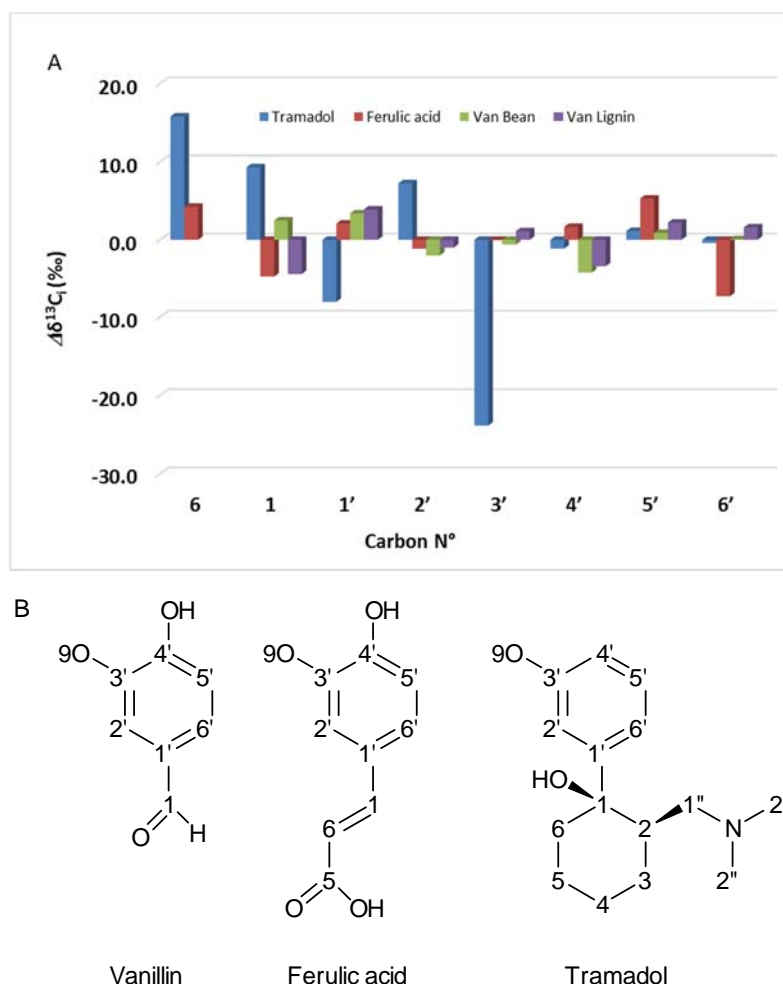 A
20.0
Tramadol Ferulic acid Van Bean Van Lignin
10.0
0.0
-10.0
-20.0
-30.0
Δδ¹³Cᵢ (‰)
6 1 1’ 2’ 3’ 4’ 5’ 6’
Carbon N°
B
OH OH
9O 4' 9O 4' 9O 4'
3' 5' 3' 5' 3' 5'
2' 6' 2' 6' 2' 6'
1' 1' 1'
HO
1 1 1 1" 2"
O H 6 6 2 N
5 5 3 2"
O OH 4
Vanillin Ferulic acid Tramadol